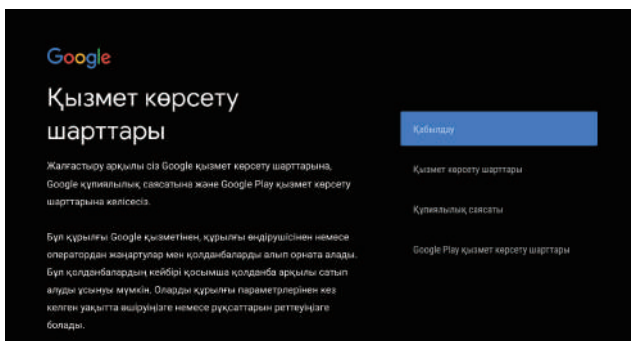 Google
Қызмет көрсету
шарттары
Жалғастыру арқылы сіз Google қызмет көрсету шарттарына,
Google құпиялылық саясатына және Google Play қызмет көрсету
шарттарына келісесіз.
Бұл құрылғы Google қызметінен, құрылғы өндірушісінен немесе
оператордан жаңартулар мен қолданбаларды алып орната алады.
Бұл қолданбалардың кейбірі қосымша қолданба арқылы сатып
алуды ұсынуы мүмкін. Оларды құрылғы параметрлерінен кез
келген уақытта өшіруіңізге немесе рұқсаттарын реттеуіңізге
болады.
Қабылдау
Қызмет көрсету шарттары
Құпиялылық саясаты
Google Play қызмет көрсету шарттары